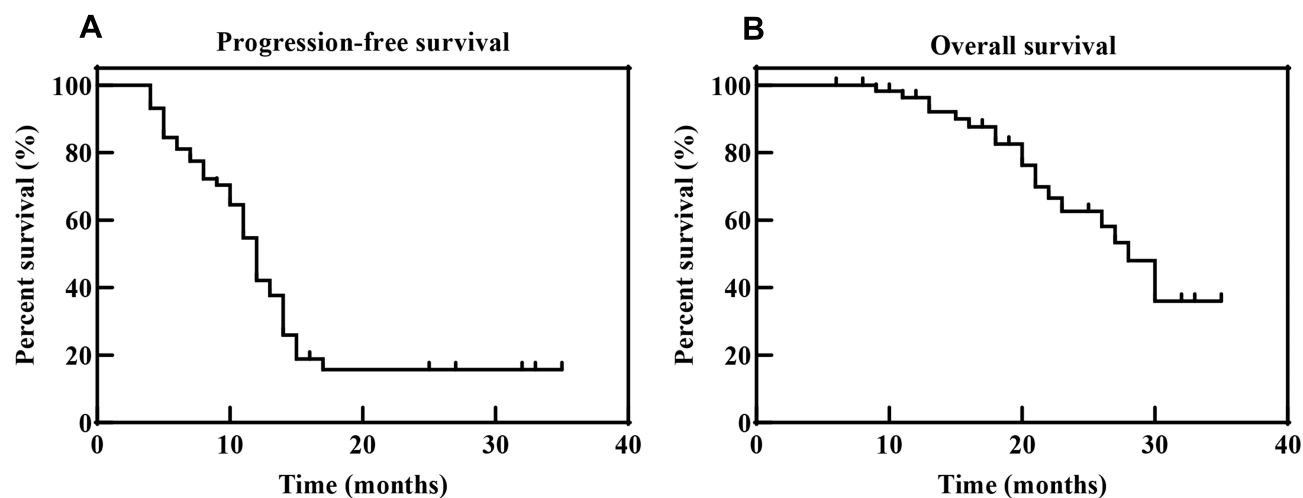 A
Progression-free survival
Percent survival (%)
100
80
60
40
20
0
0 10 20 30 40
Time (months)
B
Overall survival
Percent survival (%)
100
80
60
40
20
0
0 10 20 30 40
Time (months)